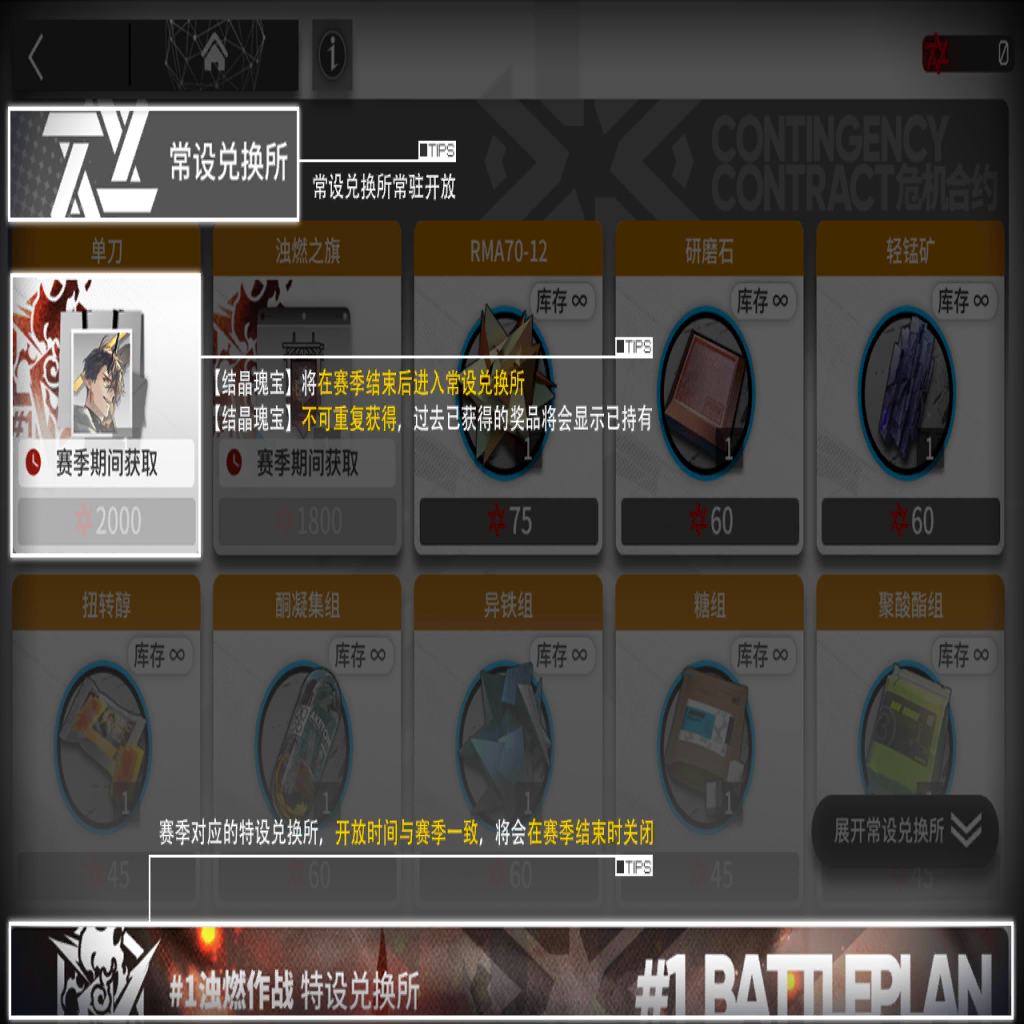 0
常设兑换所
TIPS
常设兑换所常驻开放
CONTINGENCY
CONTRACT危机合约
单刀
浊燃之旗
RMA70-12
研磨石
轻锰矿
库存 ∞
库存 ∞
库存 ∞
TIPS
【结晶瑰宝】将在赛季结束后进入常设兑换所
【结晶瑰宝】不可重复获得，过去已获得的奖品将会显示已持有
1
1
1
赛季期间获取
赛季期间获取
2000
1800
75
60
60
扭转醇
酮凝集组
异铁组
糖组
聚酸酯组
库存 ∞
库存 ∞
库存 ∞
库存 ∞
库存 ∞
1
1
1
1
赛季对应的特设兑换所，开放时间与赛季一致，将会在赛季结束时关闭
展开常设兑换所
TIPS
45
60
60
45
45
#1浊燃作战 特设兑换所
#1 BATTLEPLAN